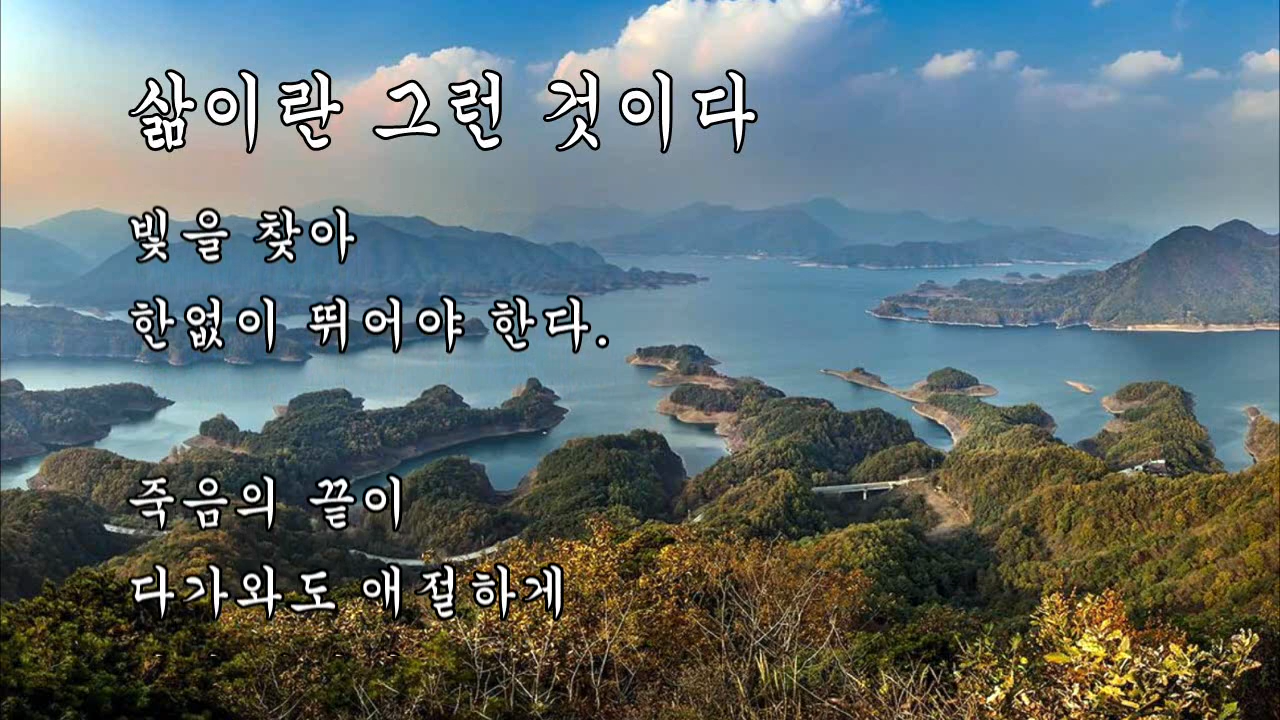 삶이란 그런 것이다
빛을 찾아
한없이 뛰어야 한다.
죽음의 끝이
다가와도 애절하게